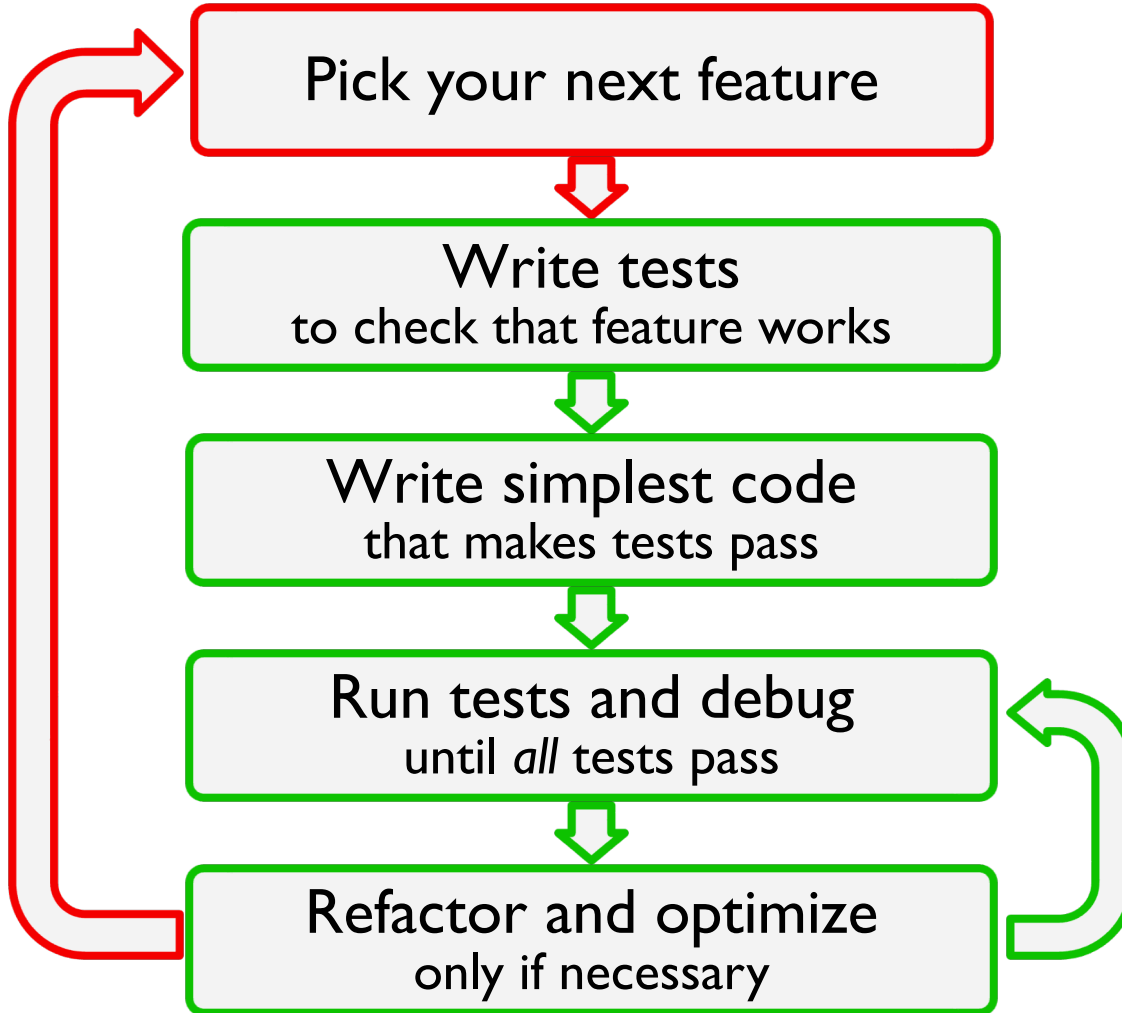 Pick your next feature
Write tests
to check that feature works
Write simplest code
that makes tests pass
Run tests and debug
until all tests pass
Refactor and optimize
only if necessary